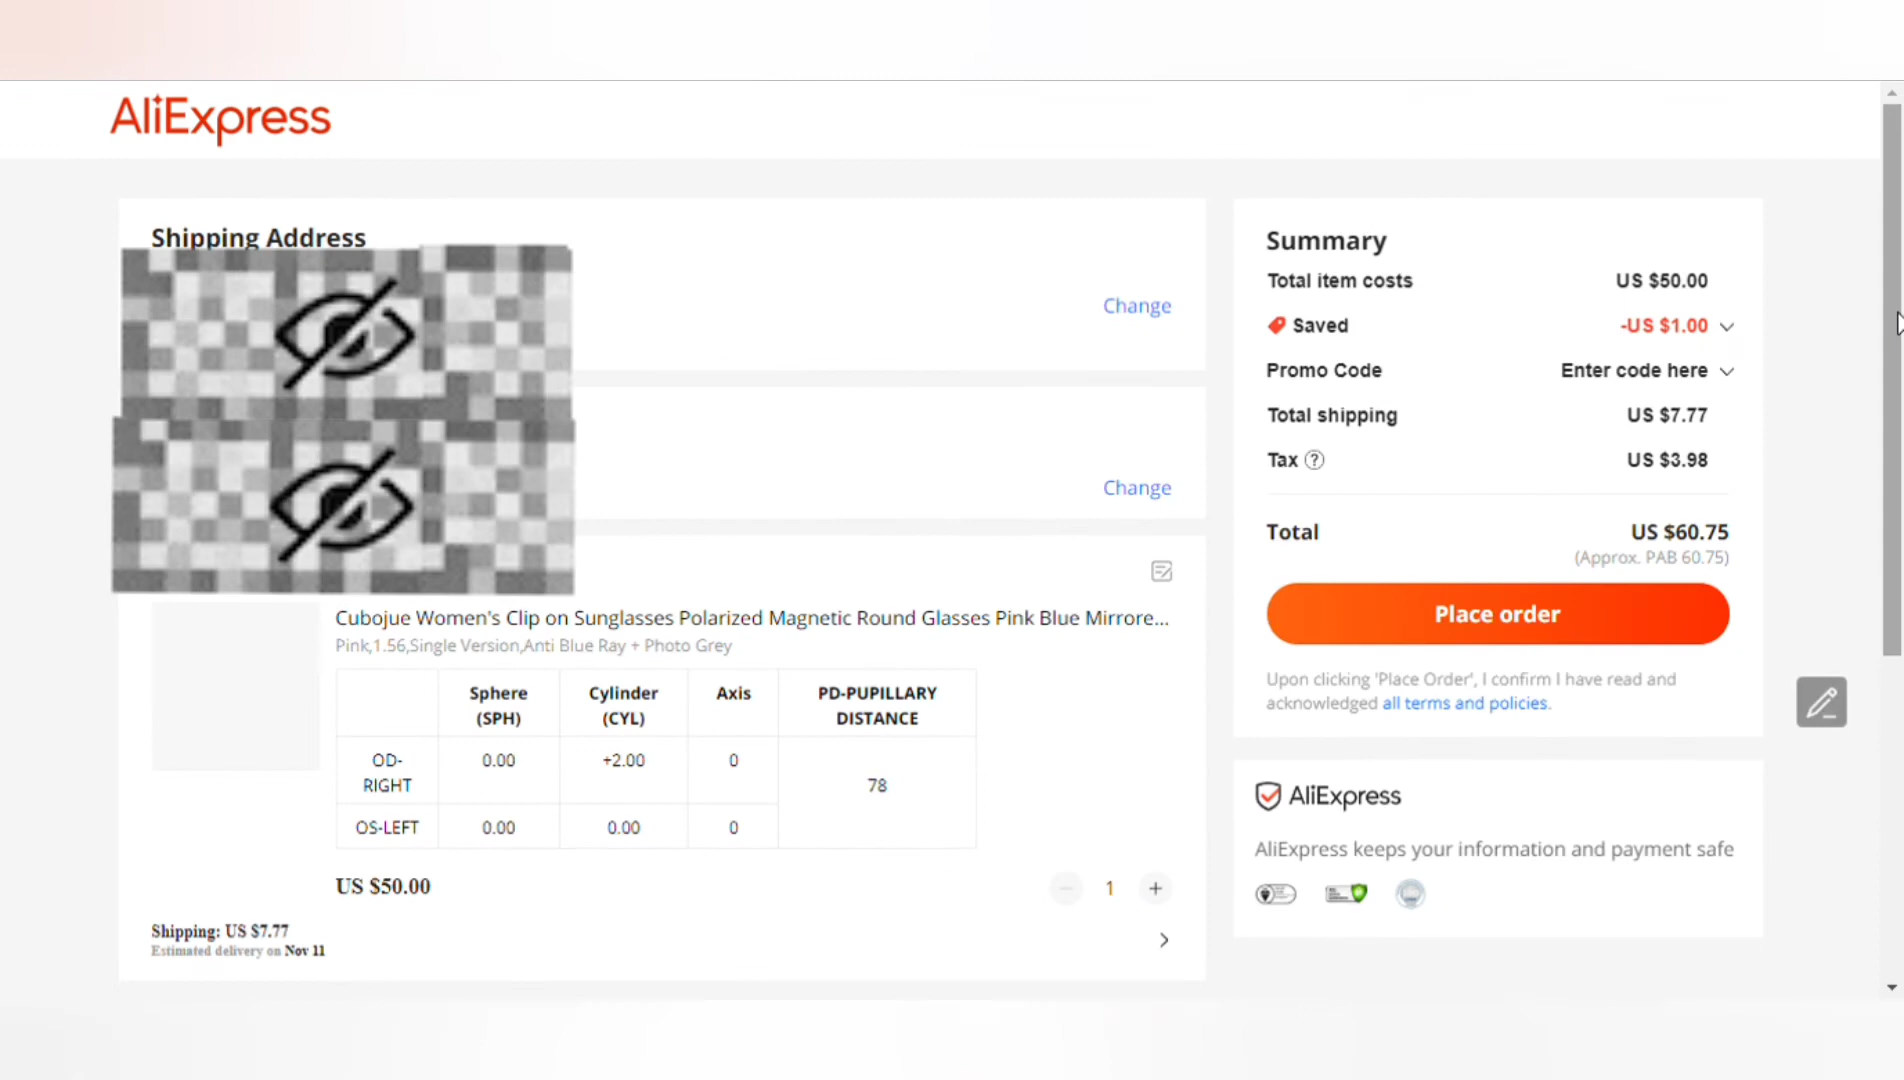 AliExpress
Shipping Address
Change
Change
Cubojue Women's Clip on Sunglasses Polarized Magnetic Round Glasses Pink Blue Mirrore...
Pink,1.56,Single Version,Anti Blue Ray + Photo Grey
Sphere (SPH)
Cylinder (CYL)
Axis
PD-PUPILLARY DISTANCE
OD-RIGHT 0.00 +2.00 0
78
OS-LEFT 0.00 0.00 0
US $50.00
1
Shipping: US $7.77
Estimated delivery on Nov 11
Summary
Total item costs US $50.00
Saved -US $1.00
Promo Code Enter code here
Total shipping US $7.77
Tax ? US $3.98
Total US $60.75
(Approx. PAB 60.75)
Place order
Upon clicking 'Place Order', I confirm I have read and
acknowledged all terms and policies.
AliExpress
AliExpress keeps your information and payment safe